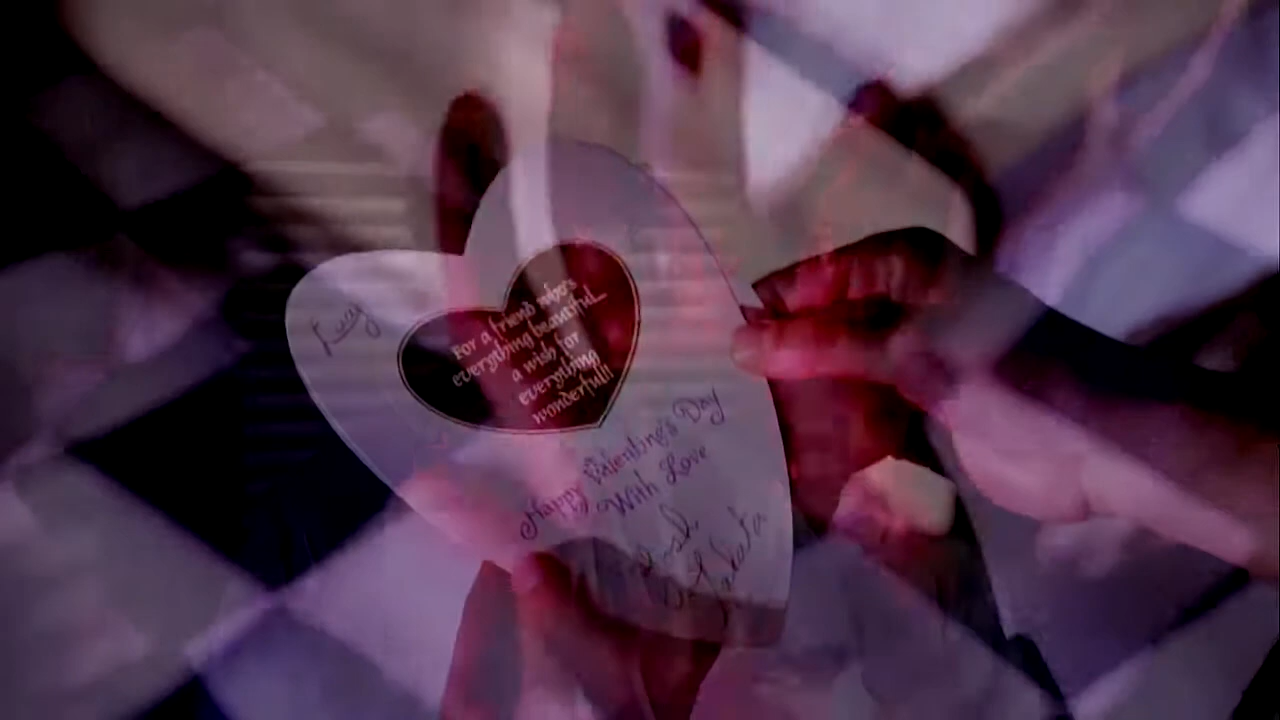 Lucy
For a friend who's
everything beautiful...
a wish for
everything
wonderful!!
Happy Valentine's Day
With Love